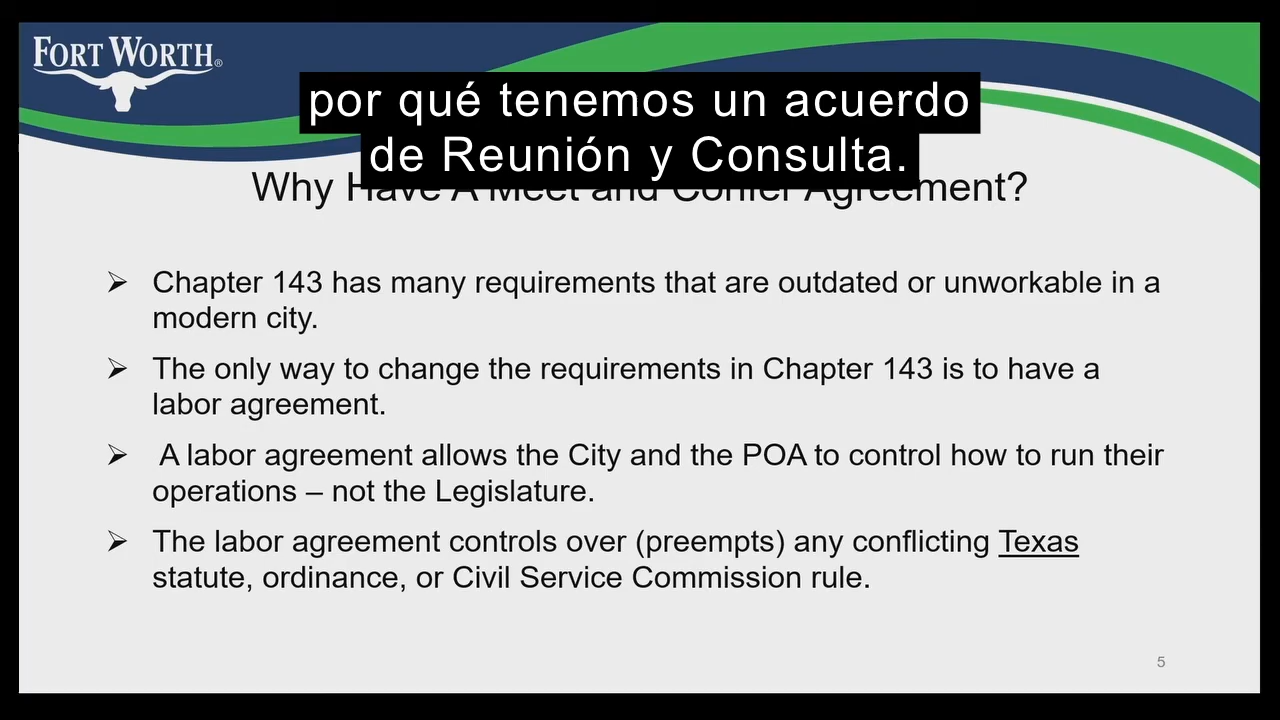 FORT WORTH®
por qué tenemos un acuerdo
de Reunión y Consulta.
Why Have A Meet and Confer Agreement?
➢ Chapter 143 has many requirements that are outdated or unworkable in a
modern city.
➢ The only way to change the requirements in Chapter 143 is to have a
labor agreement.
➢ A labor agreement allows the City and the POA to control how to run their
operations – not the Legislature.
➢ The labor agreement controls over (preempts) any conflicting Texas
statute, ordinance, or Civil Service Commission rule.
5